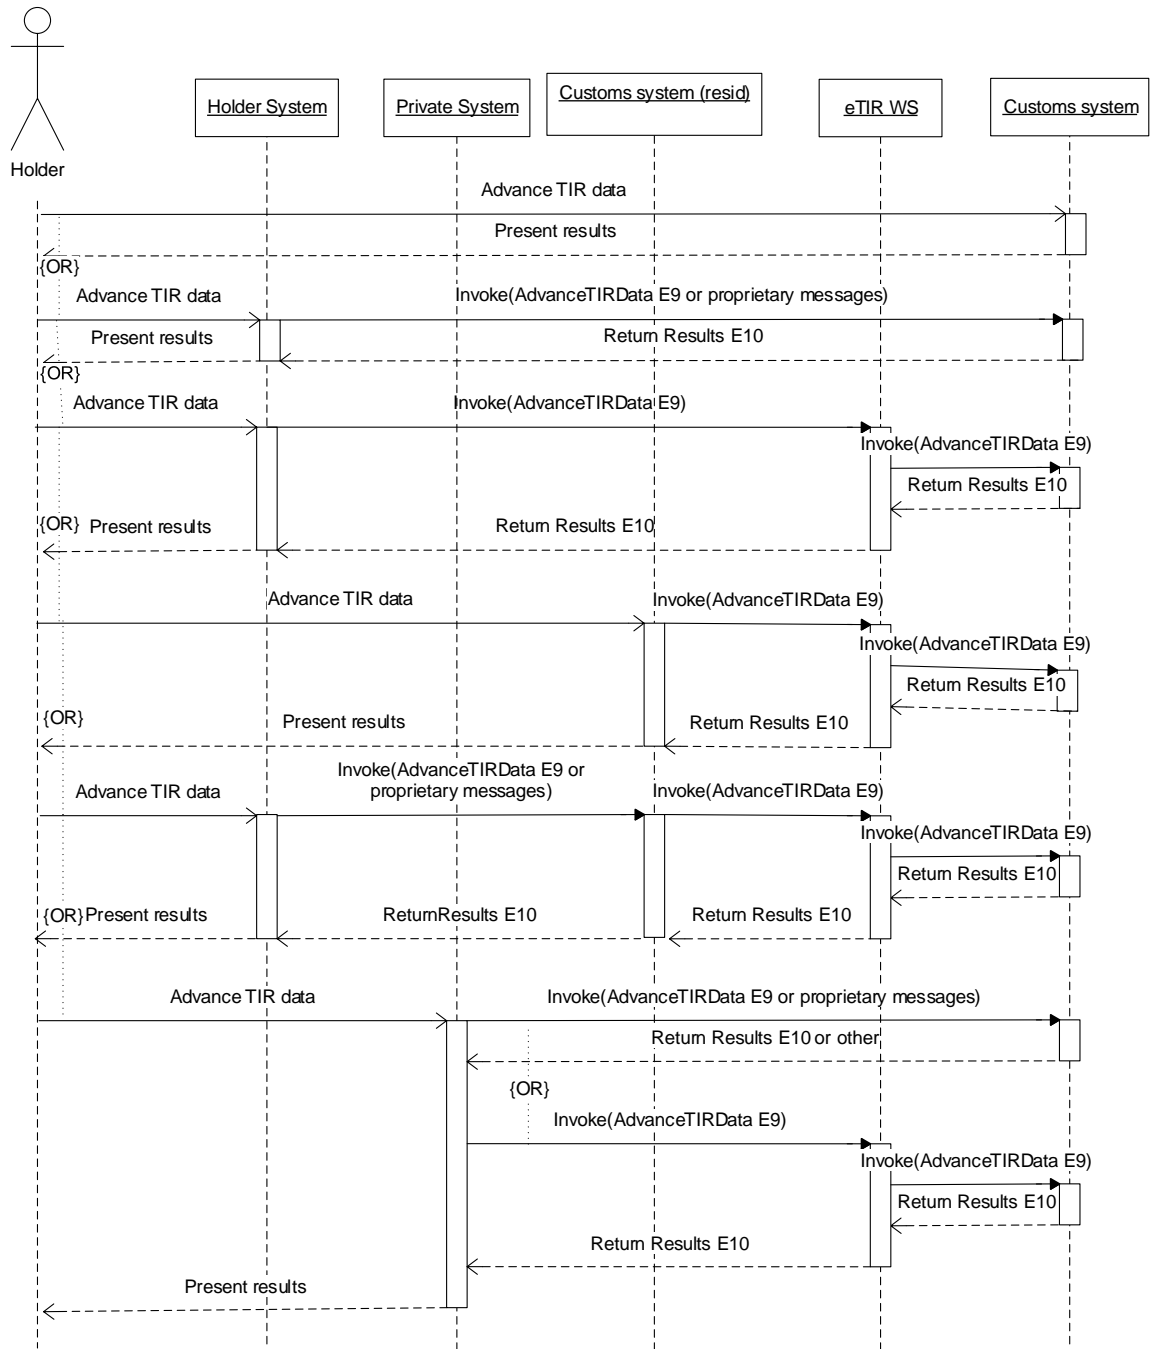 Holder System
Private System
Customs system (resid)
eTIR WS
Customs system
Holder
Advance TIR data
Present results
{OR}
Advance TIR data
Invoke(AdvanceTIRData E9 or proprietary messages)
Present results
Return Results E10
{OR}
Advance TIR data
Invoke(AdvanceTIRData E9)
Invoke(AdvanceTIRData E9)
Return Results E10
{OR}
Present results
Return Results E10
Advance TIR data
Invoke(AdvanceTIRData E9)
Invoke(AdvanceTIRData E9)
Return Results E10
{OR}
Present results
Return Results E10
Invoke(AdvanceTIRData E9 or
proprietary messages)
Advance TIR data
Invoke(AdvanceTIRData E9)
Invoke(AdvanceTIRData E9)
Return Results E10
{OR}
Present results
ReturnResults E10
Return Results E10
Advance TIR data
Invoke(AdvanceTIRData E9 or proprietary messages)
Return Results E10 or other
{OR}
Invoke(AdvanceTIRData E9)
Invoke(AdvanceTIRData E9)
Return Results E10
Return Results E10
Present results